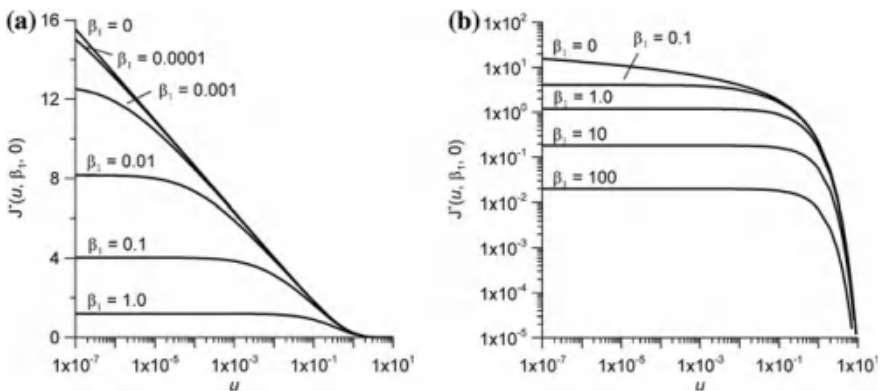 (a)
16
12
8
4
0
J*(u, β₁, 0)
β₁ = 0
β₁ = 0.0001
β₁ = 0.001
β₁ = 0.01
β₁ = 0.1
β₁ = 1.0
1x10⁻⁷
1x10⁻⁵
1x10⁻³
1x10⁻¹
1x10¹
u
(b)
1x10²
1x10¹
1x10⁰
1x10⁻¹
1x10⁻²
1x10⁻³
1x10⁻⁴
1x10⁻⁵
J*(u, β₁, 0)
β₁ = 0
β₁ = 0.1
β₁ = 1.0
β₁ = 10
β₁ = 100
1x10⁻⁷
1x10⁻⁵
1x10⁻³
1x10⁻¹
1x10¹
u